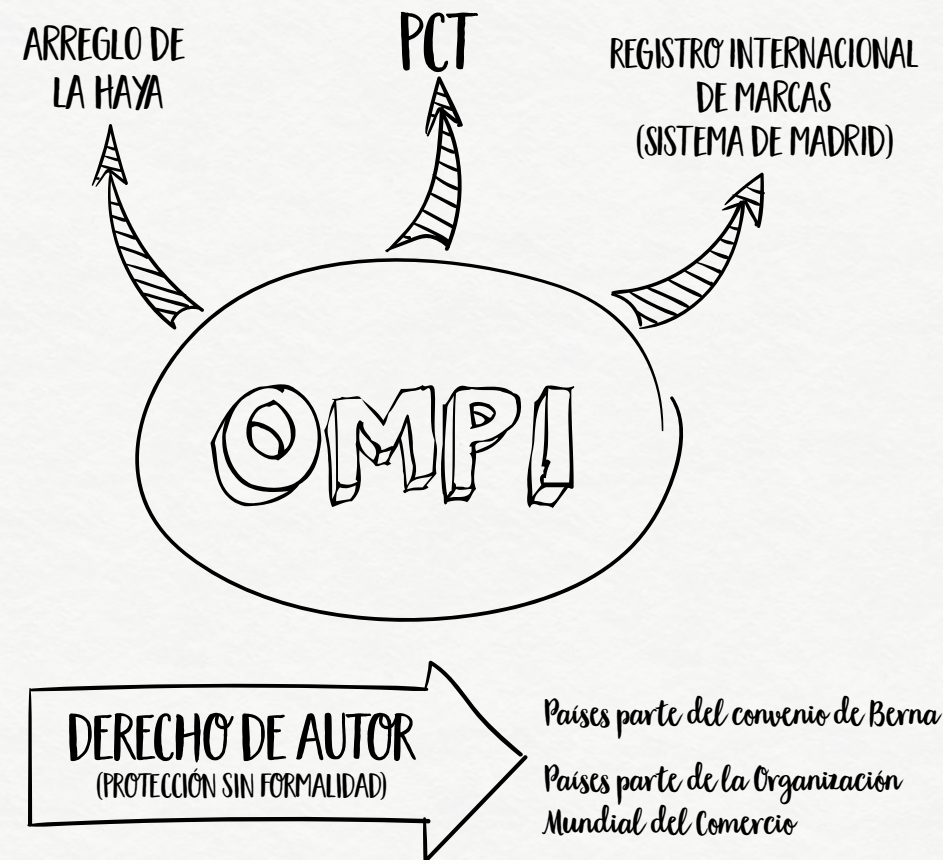 ARREGLO DE
LA HAYA
PCT
REGISTRO INTERNACIONAL
DE MARCAS
(SISTEMA DE MADRID)
OMPI
DERECHO DE AUTOR
(PROTECCIÓN SIN FORMALIDAD)
Países parte del convenio de Berna
Países parte de la Organización
Mundial del Comercio